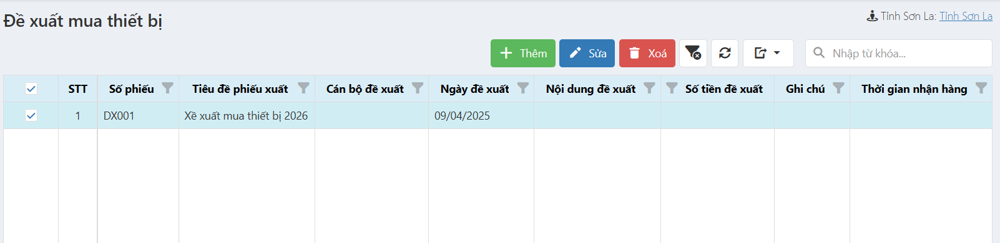 Đề xuất mua thiết bị
Tỉnh Sơn La: Tỉnh Sơn La
Thêm Sửa Xoá Nhập từ khóa...
STT Số phiếu Tiêu đề phiếu xuất Cán bộ đề xuất Ngày đề xuất Nội dung đề xuất Số tiền đề xuất Ghi chú Thời gian nhận hàng
1 DX001 Xề xuất mua thiết bị 2026 09/04/2025